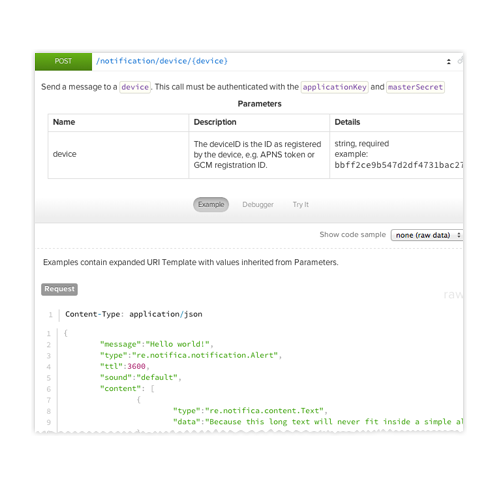 POST /notification/device/{device}
Send a message to a device. This call must be authenticated with the applicationKey and masterSecret
Parameters
Name Description Details
device
The deviceID is the ID as registered
by the device, e.g. APNS token or
GCM registration ID.
string, required
example:
bbff2ce9b547d2df4731bac27
Example Debugger Try It
Show code sample none (raw data)
Examples contain expanded URI Template with values inherited from Parameters.
Request
raw
1 Content-Type: application/json
1 {
2 "message":"Hello world!",
3 "type":"re.notifica.notification.Alert",
4 "ttl":3600,
5 "sound":"default",
6 "content": [
7 {
8 "type":"re.notifica.content.Text",
9 "data":"Because this long text will never fit inside a simple al